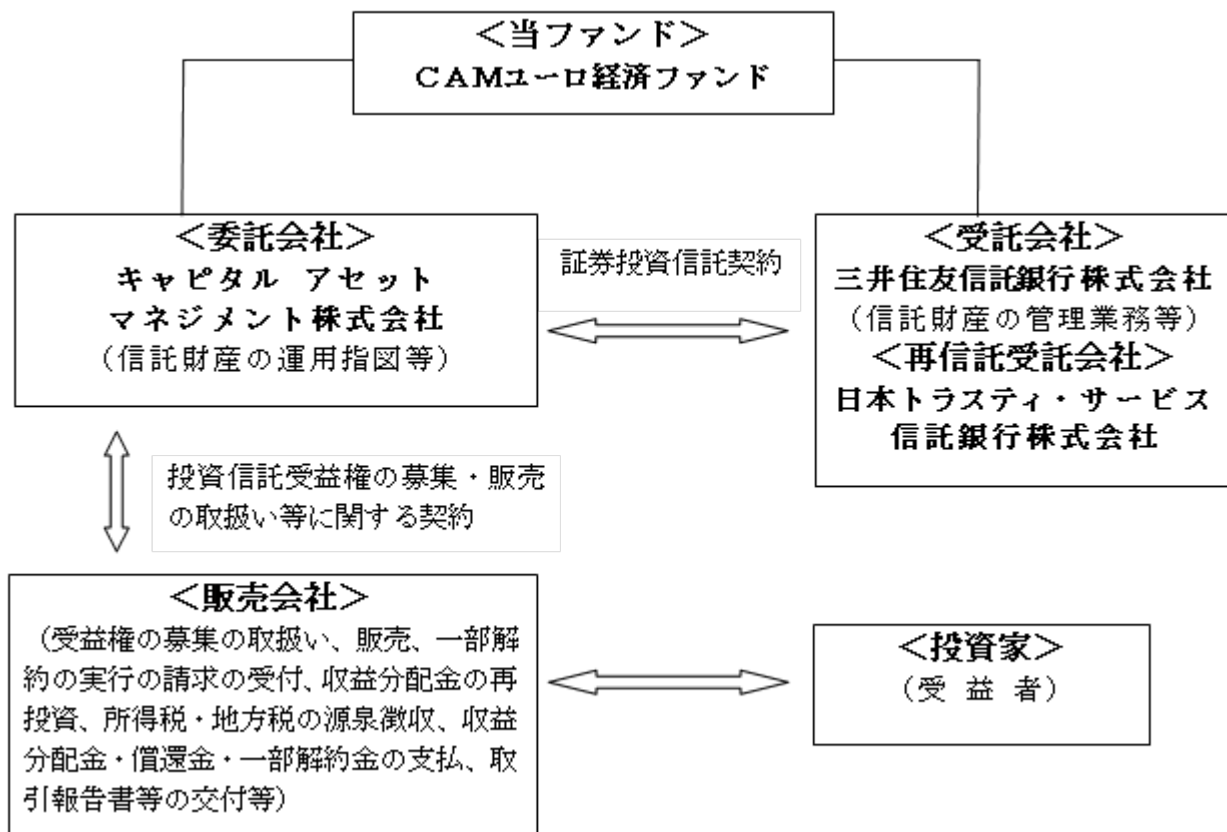 ＜当ファンド＞
CAMユーロ経済ファンド
＜委託会社＞
キャピタル アセット
マネジメント株式会社
（信託財産の運用指図等）
証券投資信託契約
＜受託会社＞
三井住友信託銀行株式会社
（信託財産の管理業務等）
＜再信託受託会社＞
日本トラスティ・サービス
信託銀行株式会社
投資信託受益権の募集・販売
の取扱い等に関する契約
＜販売会社＞
（受益権の募集の取扱い、販売、一部解
約の実行の請求の受付、収益分配金の再
投資、所得税・地方税の源泉徴収、収益
分配金・償還金・一部解約金の支払、取
引報告書等の交付等）
＜投資家＞
（受 益 者）